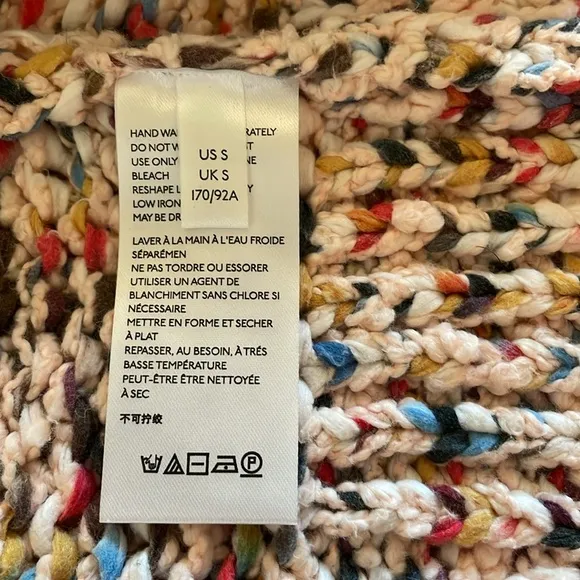 US S
UK S
170/92A
HAND WA RATELY
DO NOT W T
USE ONLY NE
BLEACH
RESHAPE L Y
LOW IRON
MAY BE DR
LAVER À LA MAIN À L'EAU FROIDE
SÉPARÉMEN
NE PAS TORDRE OU ESSORER
UTILISER UN AGENT DE
BLANCHIMENT SANS CHLORE SI
NÉCESSAIRE
METTRE EN FORME ET SECHER
À PLAT
REPASSER, AU BESOIN, À TRÉS
BASSE TEMPÉRATURE
PEUT-ÊTRE ÊTRE NETTOYÉE
À SEC
不可拧绞
P